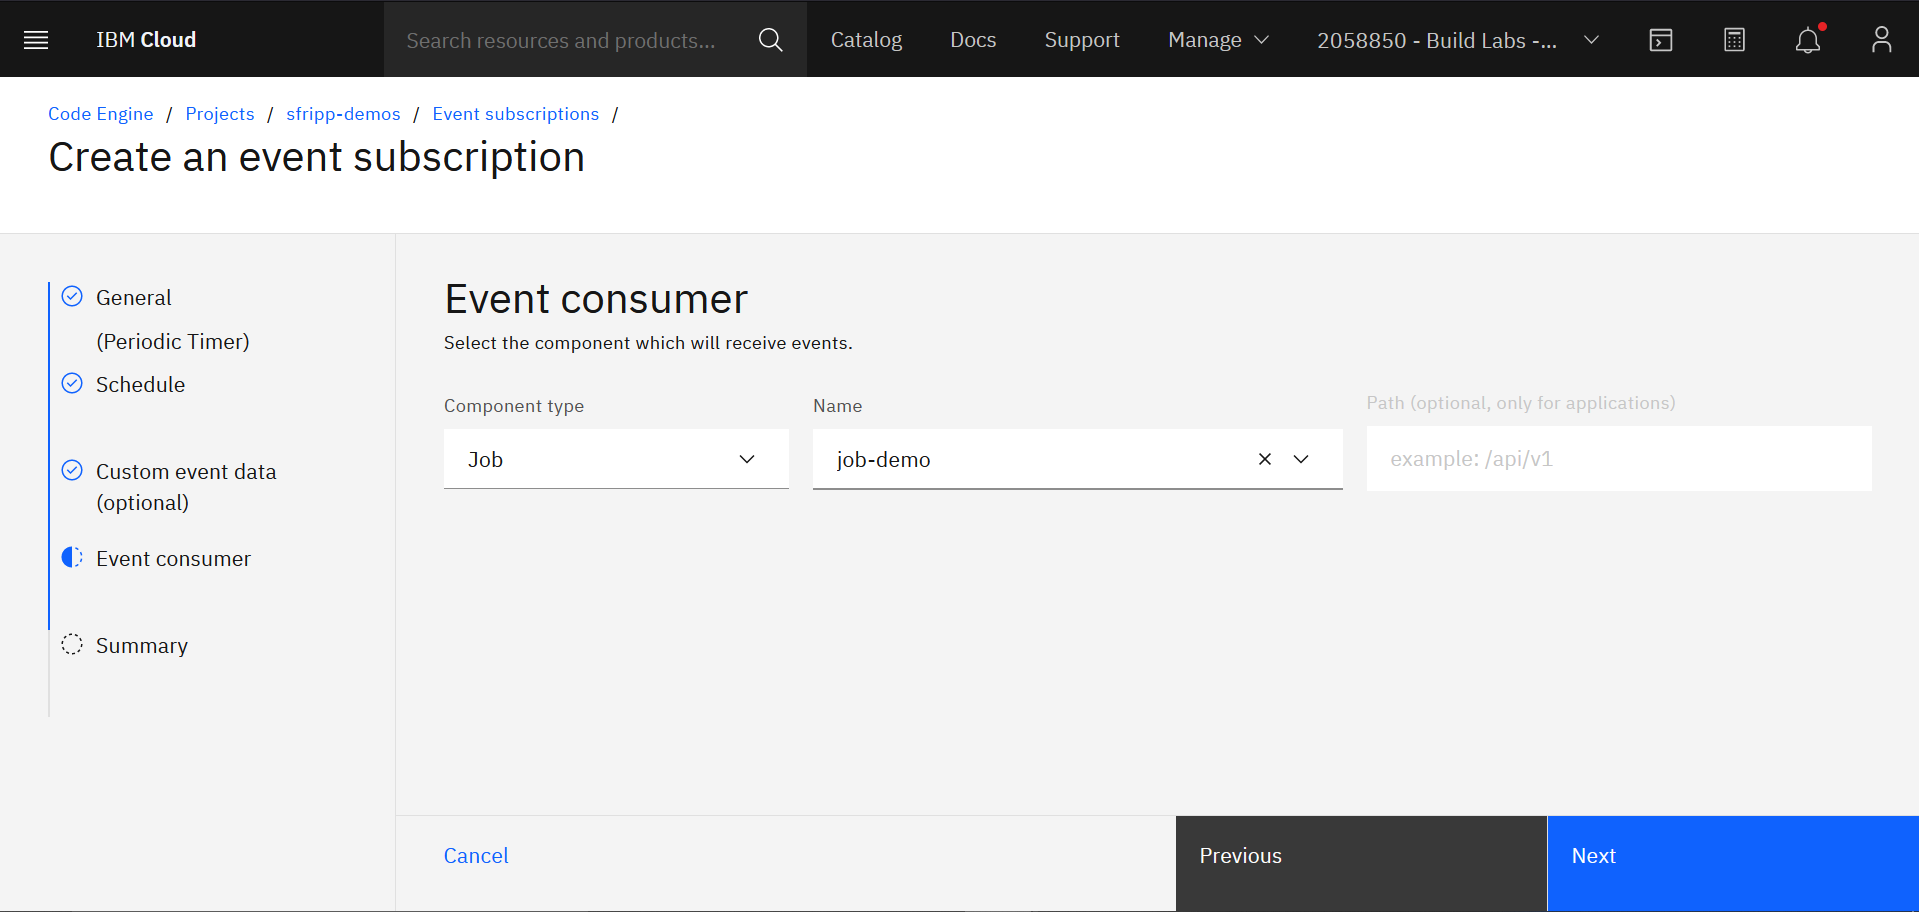 IBM Cloud
Search resources and products...
Catalog
Docs
Support
Manage
2058850 - Build Labs -...
Code Engine / Projects / sfripp-demos / Event subscriptions /
Create an event subscription
General
(Periodic Timer)
Schedule
Custom event data
(optional)
Event consumer
Summary
Event consumer
Select the component which will receive events.
Component type
Job
Name
job-demo
Path (optional, only for applications)
example: /api/v1
Cancel
Previous
Next